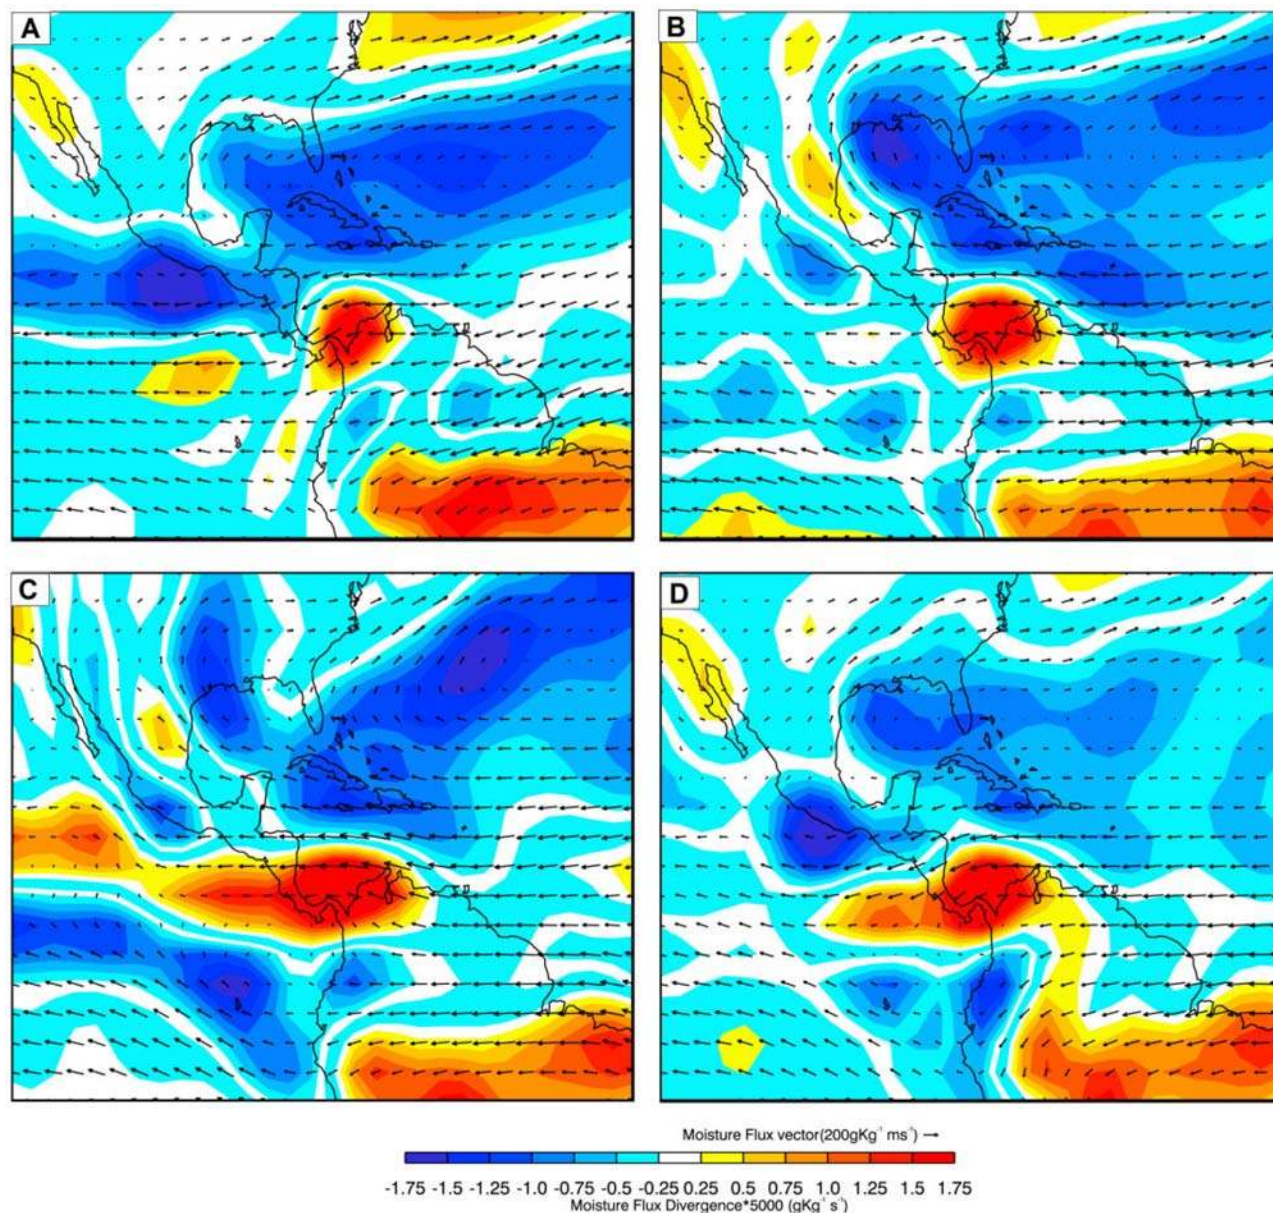 A
B
C
D
Moisture Flux vector(200gKg⁻¹ ms⁻¹)
-1.75 -1.5 -1.25 -1.0 -0.75 -0.5 -0.25 0.25 0.5 0.75 1.0 1.25 1.5 1.75
Moisture Flux Divergence*5000 (gKg⁻¹ s⁻¹)